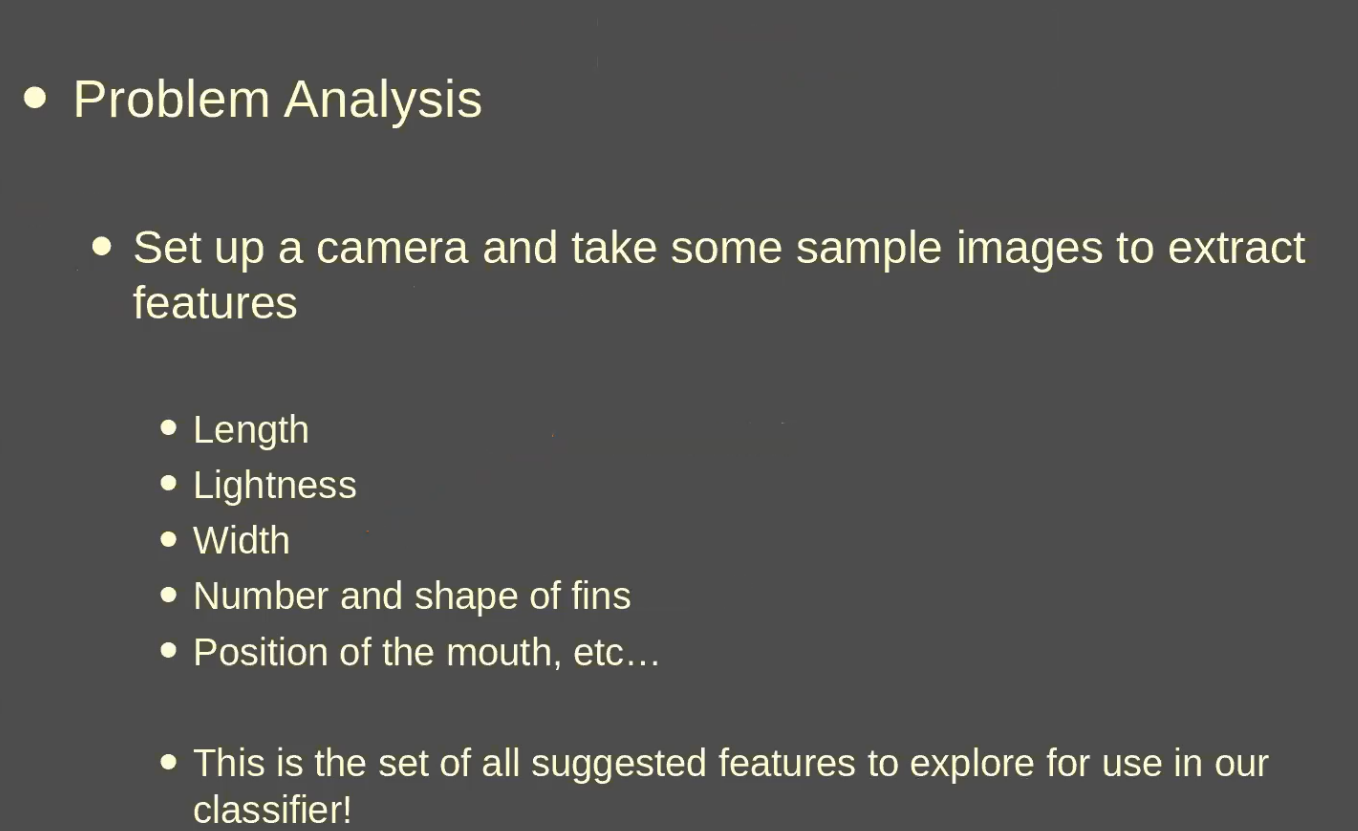 • Problem Analysis
• Set up a camera and take some sample images to extract
features
• Length
• Lightness
• Width
• Number and shape of fins
• Position of the mouth, etc…
• This is the set of all suggested features to explore for use in our
classifier!